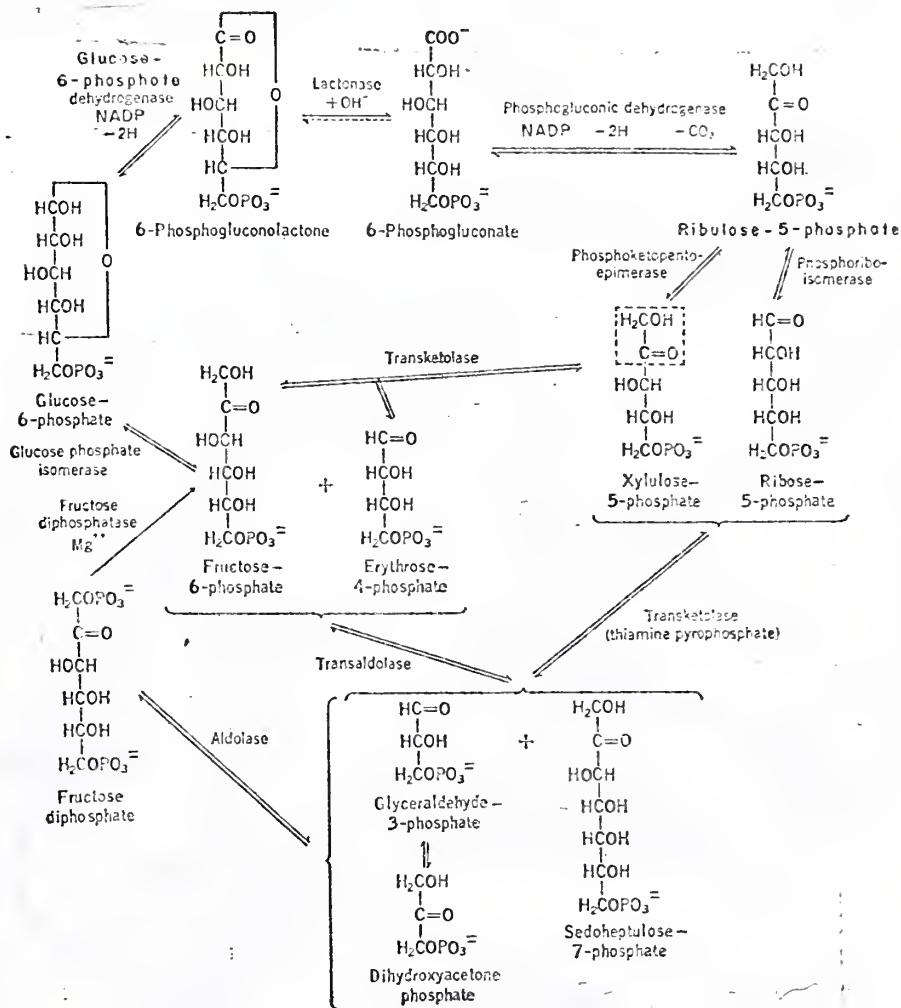 Glucose-
6-phosphate
dehydrogenase
NADP
-2H
C=O
HCOH
HOCH
HCOH
HC
O
H₂COPO₃=
6-Phosphogluconolactone
Lactonase
+OH⁻
COO⁻
HCOH
HOCH
HCOH
HCOH
H₂COPO₃=
6-Phosphogluconate
Phosphogluconic dehydrogenase
NADP -2H -CO₂
H₂COH
C=O
HCOH
HCOH
H₂COPO₃=
Ribulose-5-phosphate
HCOH
HCOH
HOCH
HCOH
HC
O
H₂COPO₃=
Glucose-
6-phosphate
Phosphoketopento-
epimerase
Phosphoribo-
isomerase
H₂COH
C=O
HOCH
HCOH
H₂COPO₃=
Xylulose-
5-phosphate
HC=O
HCOH
HCOH
HCOH
H₂COPO₃=
Ribose-
5-phosphate
Transketolase
Glucose phosphate
isomerase
H₂COH
C=O
HOCH
HCOH
HCOH
H₂COPO₃=
Fructose-
6-phosphate
+
HC=O
HCOH
HCOH
H₂COPO₃=
Erythrose-
4-phosphate
Fructose
diphosphatase
Mg⁺⁺
H₂COPO₃=
C=O
HOCH
HCOH
HCOH
H₂COPO₃=
Fructose
diphosphate
Transketolase
(thiamine pyrophosphate)
Transaldolase
Aldolase
HC=O
HCOH
H₂COPO₃=
Glyceraldehyde-
3-phosphate
+
H₂COH
C=O
HOCH
HCOH
HCOH
HCOH
H₂COPO₃=
Sedoheptulose-
7-phosphate
H₂COH
C=O
H₂COPO₃=
Dihydroxyacetone
phosphate